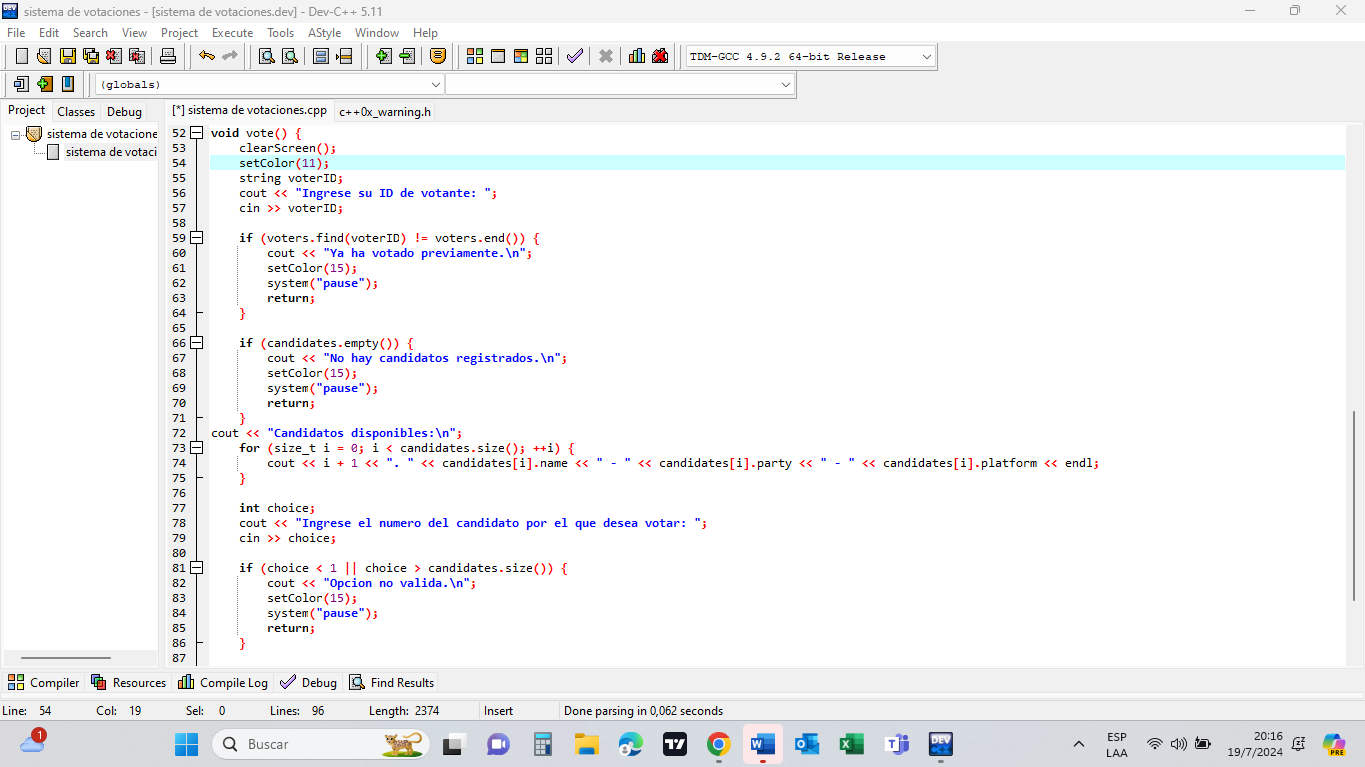 sistema de votaciones - [sistema de votaciones.dev] - Dev-C++ 5.11
File Edit Search View Project Execute Tools AStyle Window Help
TDM-GCC 4.9.2 64-bit Release
(globals)
Project Classes Debug
[*] sistema de votaciones.cpp c++0x_warning.h
sistema de votacione
sistema de votaci
52 void vote() {
53 clearScreen();
54 setColor(11);
55 string voterID;
56 cout << "Ingrese su ID de votante: ";
57 cin >> voterID;
58
59 if (voters.find(voterID) != voters.end()) {
60 cout << "Ya ha votado previamente.\n";
61 setColor(15);
62 system("pause");
63 return;
64 }
65
66 if (candidates.empty()) {
67 cout << "No hay candidatos registrados.\n";
68 setColor(15);
69 system("pause");
70 return;
71 }
72 cout << "Candidatos disponibles:\n";
73 for (size_t i = 0; i < candidates.size(); ++i) {
74 cout << i + 1 << ". " << candidates[i].name << " - " << candidates[i].party << " - " << candidates[i].platform << endl;
75 }
76
77 int choice;
78 cout << "Ingrese el numero del candidato por el que desea votar: ";
79 cin >> choice;
80
81 if (choice < 1 || choice > candidates.size()) {
82 cout << "Opcion no valida.\n";
83 setColor(15);
84 system("pause");
85 return;
86 }
87
Compiler Resources Compile Log Debug Find Results
Line: 54 Col: 19 Sel: 0 Lines: 96 Length: 2374 Insert Done parsing in 0,062 seconds
1
Buscar
DEV
ESP
LAA
20:16
19/7/2024
PRE